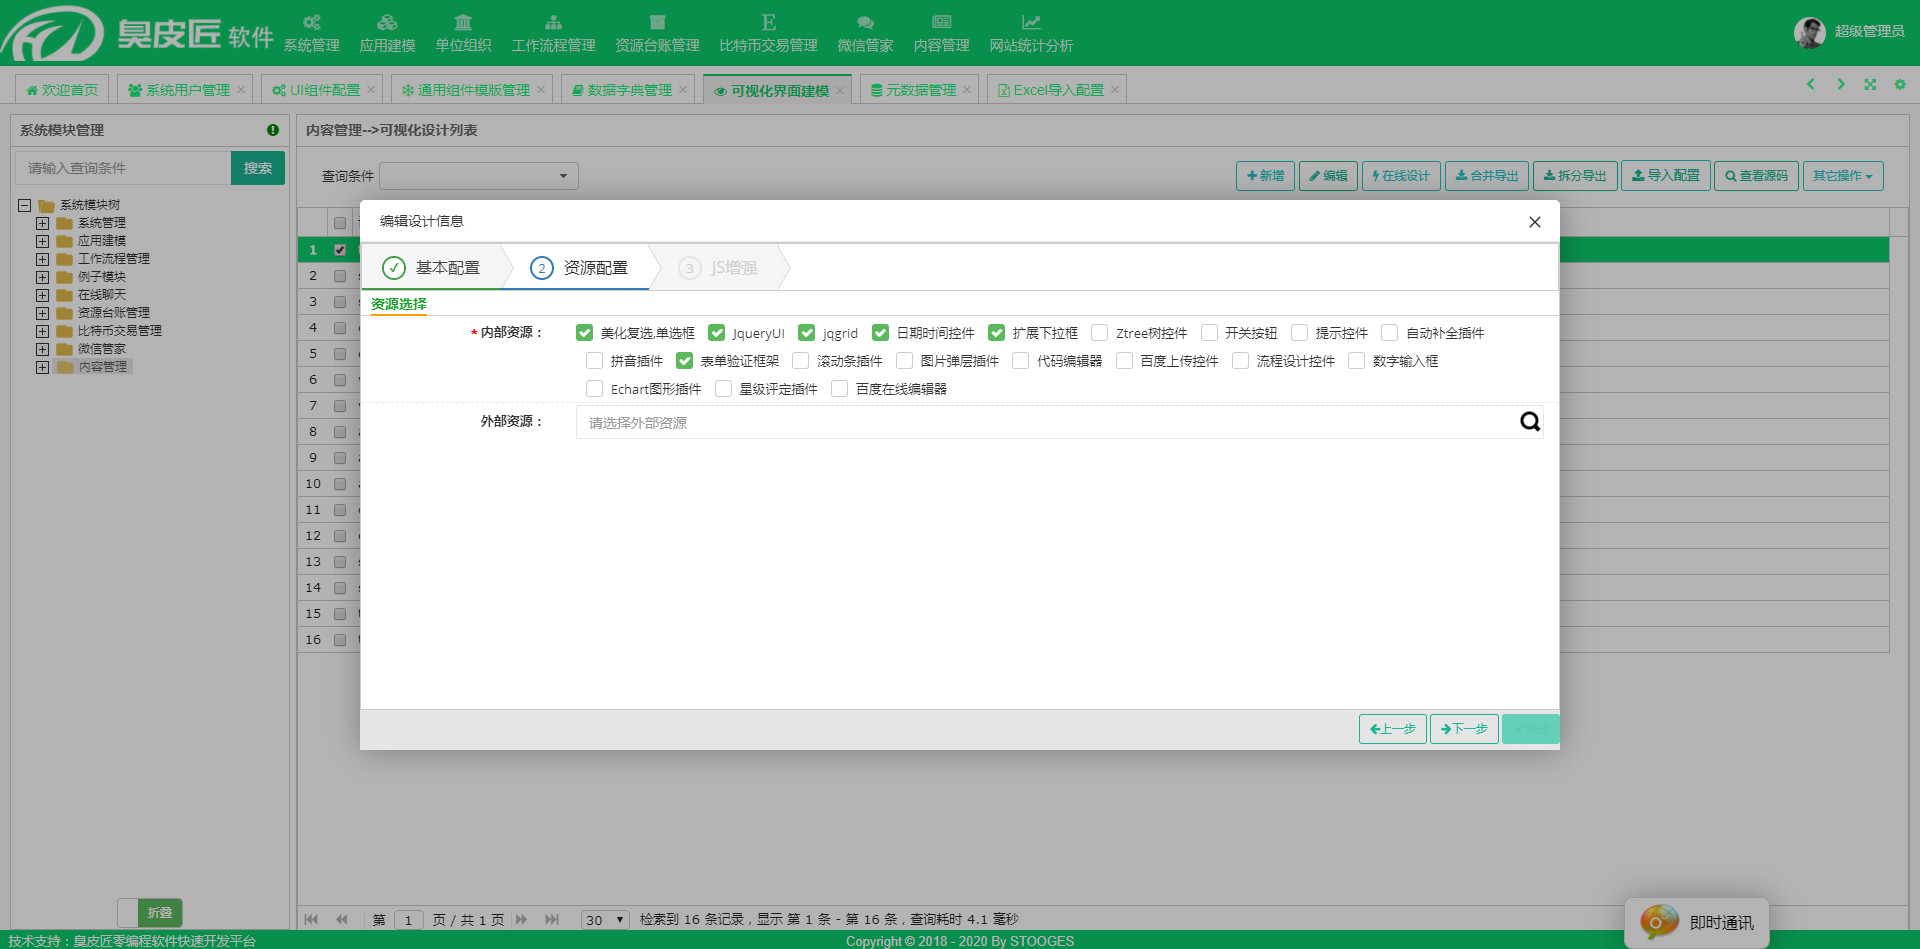 臭皮匠 软件
系统管理 应用建模 单位组织 工作流程管理 资源台账管理 比特币交易管理 微信管家 内容管理 网站统计分析
超级管理员
欢迎首页 系统用户管理 UI组件配置 通用组件模版管理 数据字典管理 可视化界面建模 元数据管理 Excel导入配置
系统模块管理
内容管理-->可视化设计列表
请输入查询条件 搜索
查询条件
新增 编辑 在线设计 合并导出 拆分导出 导入配置 查看源码 其它操作
系统模块树
系统管理
应用建模
工作流程管理
例子模块
在线聊天
资源台账管理
比特币交易管理
微信管家
内容管理
1
2
3
4
5
6
7
8
9
10
11
12
13
14
15
16
编辑设计信息
基本配置 2 资源配置 3 JS增强
资源选择
* 内部资源： 美化复选,单选框 JqueryUI jqgrid 日期时间控件 扩展下拉框 Ztree树控件 开关按钮 提示控件 自动补全插件
拼音插件 表单验证框架 滚动条插件 图片弹层插件 代码编辑器 百度上传控件 流程设计控件 数字输入框
Echart图形插件 星级评定插件 百度在线编辑器
外部资源： 请选择外部资源
上一步 下一步 完成
折叠
第 1 页 / 共 1 页 30 检索到 16 条记录，显示 第 1 条 - 第 16 条，查询耗时 4.1 毫秒
即时通讯
技术支持：臭皮匠零编程软件快速开发平台
Copyright © 2018 - 2020 By STOOGES